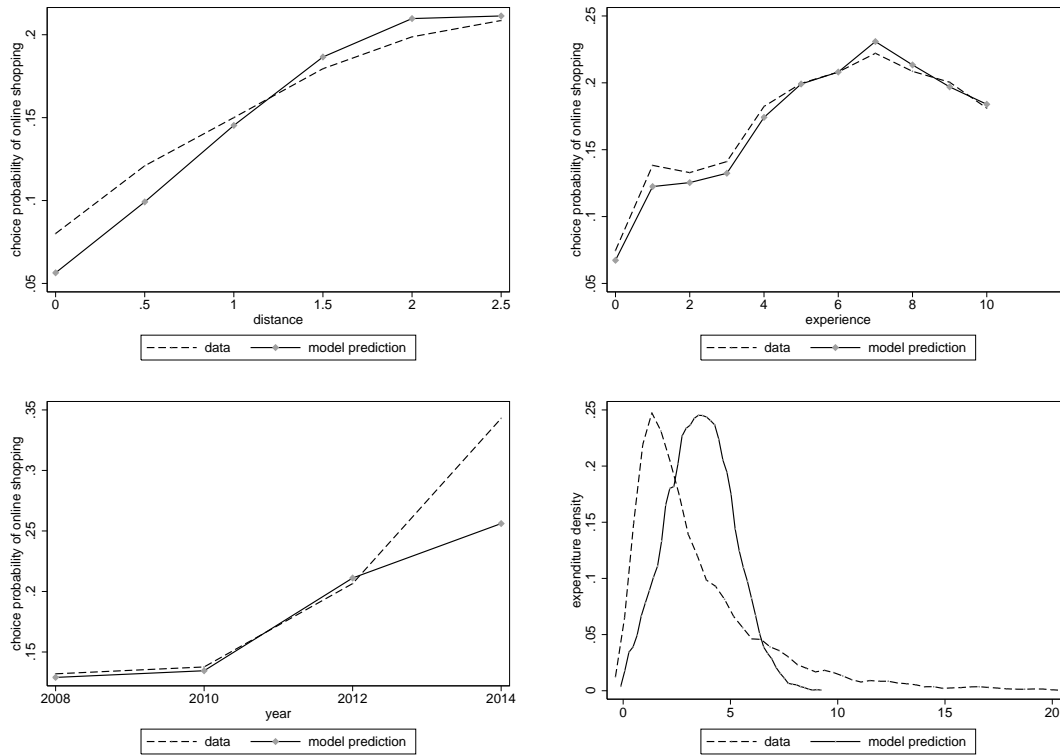 choice probability of online shopping
.05 .1 .15 .2
0 .5 1 1.5 2 2.5
distance
data model prediction
choice probability of online shopping
.05 .1 .15 .2 .25
0 2 4 6 8 10
experience
data model prediction
choice probability of online shopping
.15 .2 .25 .3 .35
2008 2010 2012 2014
year
data model prediction
expenditure density
0 .05 .1 .15 .2 .25
0 5 10 15 20
data model prediction